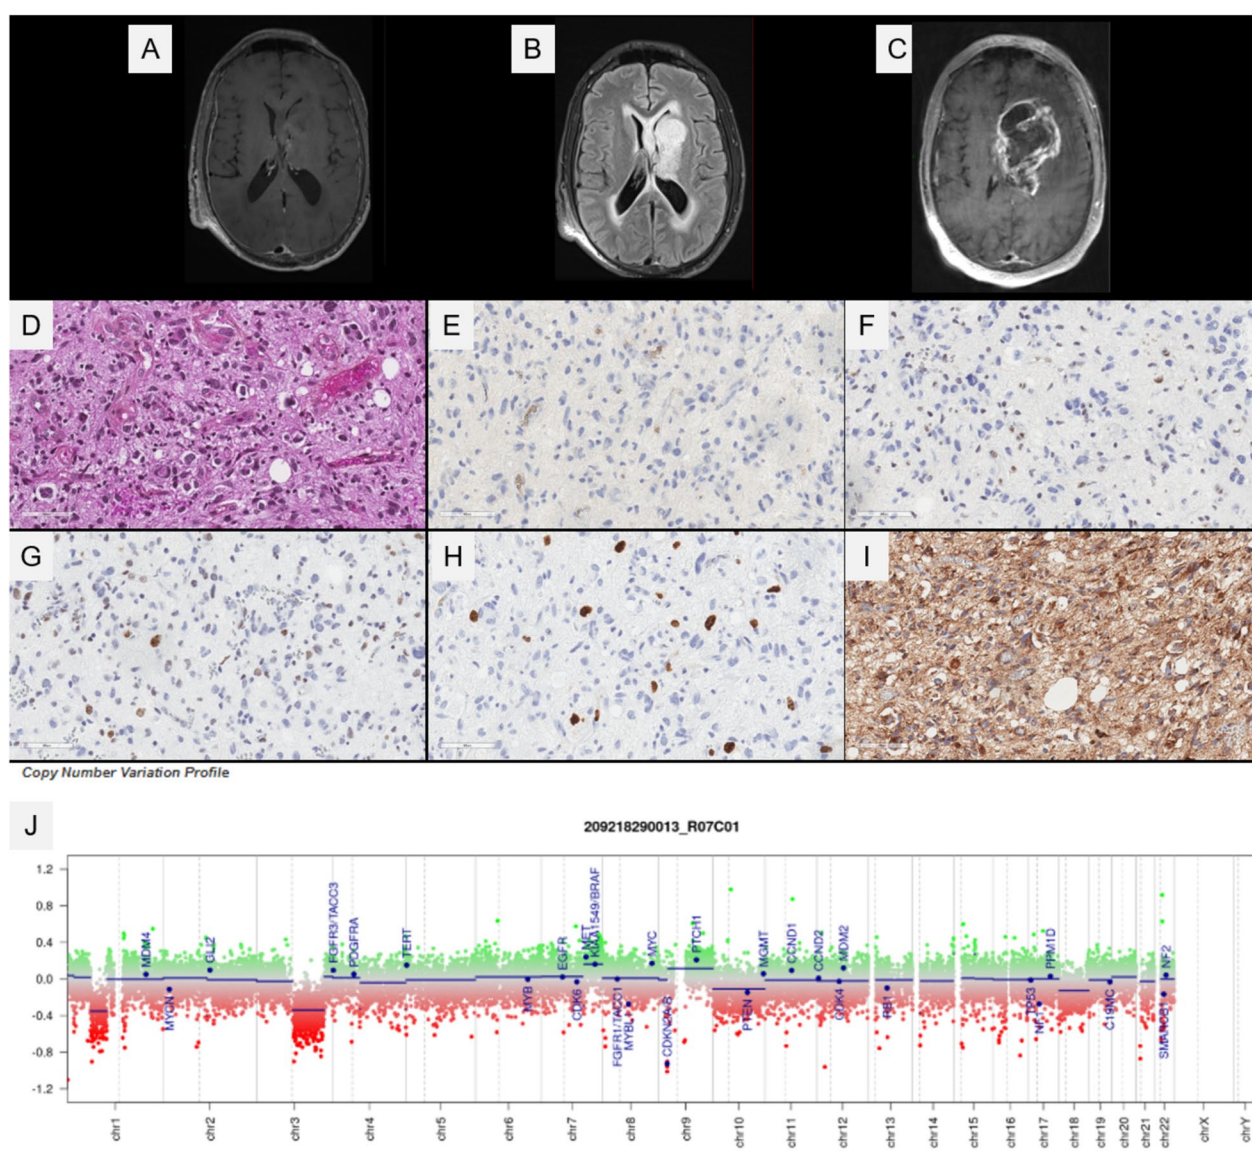 A
B
C
D
E
F
G
H
I
Copy Number Variation Profile
J
209218290013_R07C01
1.2
0.8
0.4
0.0
-0.4
-0.8
-1.2
MDM4
MYCN
GLI2
FGFR3/TACC3
PDGFRA
TERT
MYB
EGFR
CDK6
MET
KIAA1549/BRAF
FGFR1/TACC1
MYBL1
MYC
CDKN2A/B
PTCH1
PTEN
MGMT
CCND1
CCND2
CDK4
MDM2
RB1
TP53
NF1
PPM1D
C19MC
SMARCB1
NF2
chr1
chr2
chr3
chr4
chr5
chr6
chr7
chr8
chr9
chr10
chr11
chr12
chr13
chr14
chr15
chr16
chr17
chr18
chr19
chr20
chr21
chr22
chrX
chrY